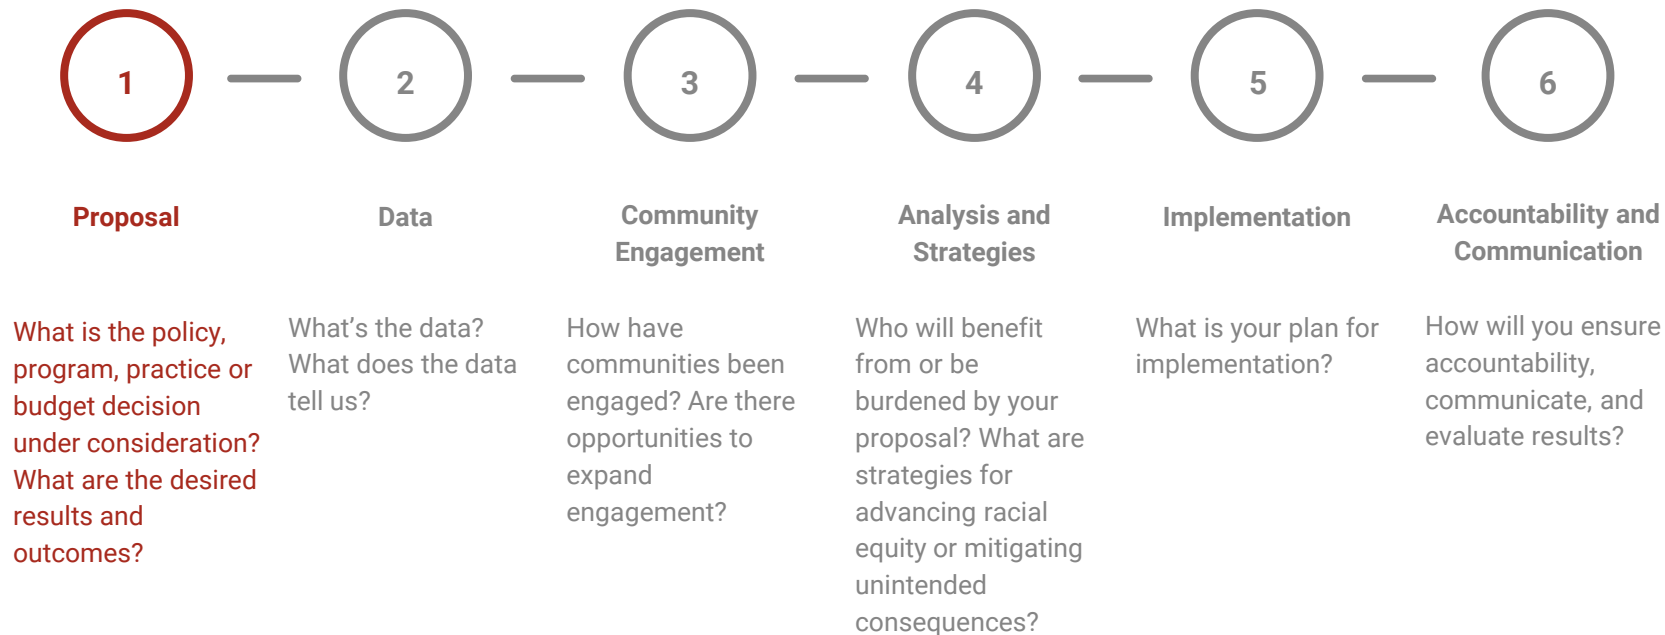 1
2
3
4
5
6
Proposal
What is the policy,
program, practice or
budget decision
under consideration?
What are the desired
results and
outcomes?
Data
What’s the data?
What does the data
tell us?
Community
Engagement
How have
communities been
engaged? Are there
opportunities to
expand
engagement?
Analysis and
Strategies
Who will benefit
from or be
burdened by your
proposal? What are
strategies for
advancing racial
equity or mitigating
unintended
consequences?
Implementation
What is your plan for
implementation?
Accountability and
Communication
How will you ensure
accountability,
communicate, and
evaluate results?